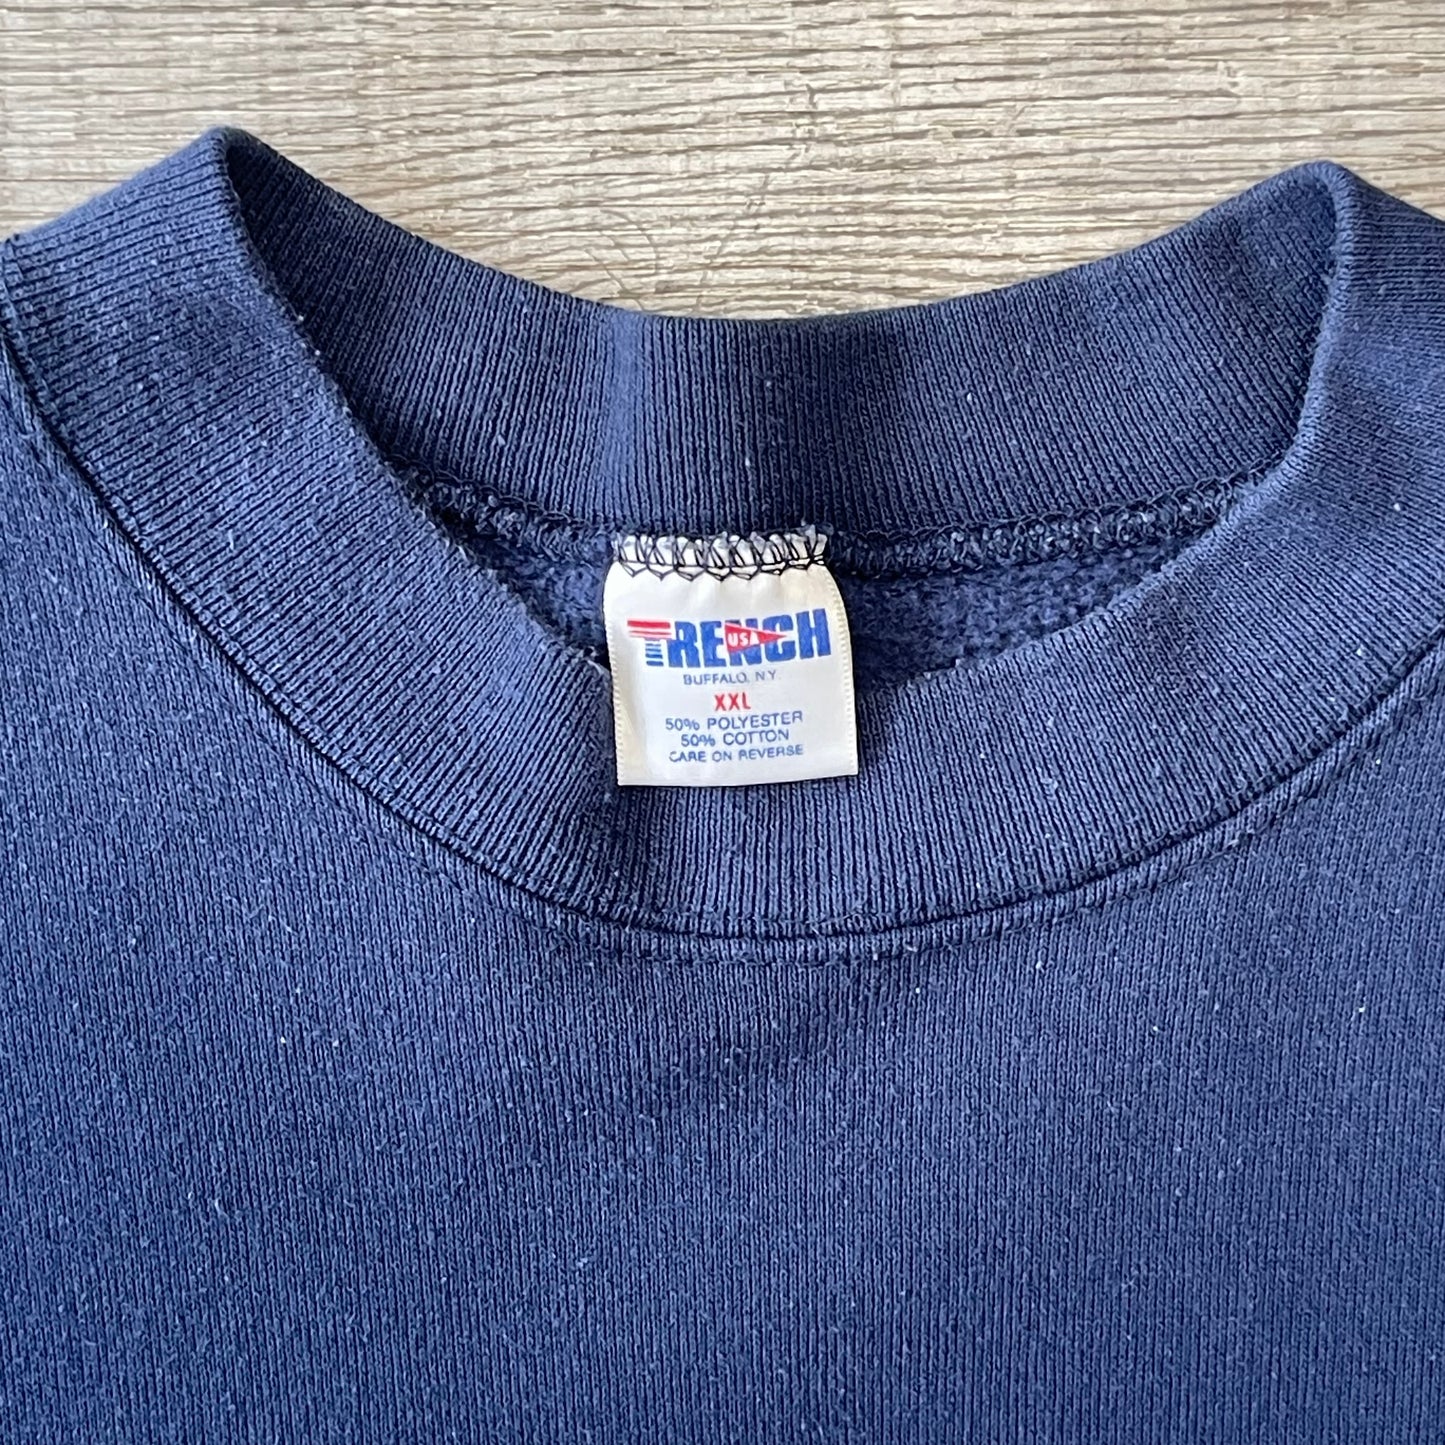 TRENCH
USA
BUFFALO, N.Y.
XXL
50% POLYESTER
50% COTTON
CARE ON REVERSE